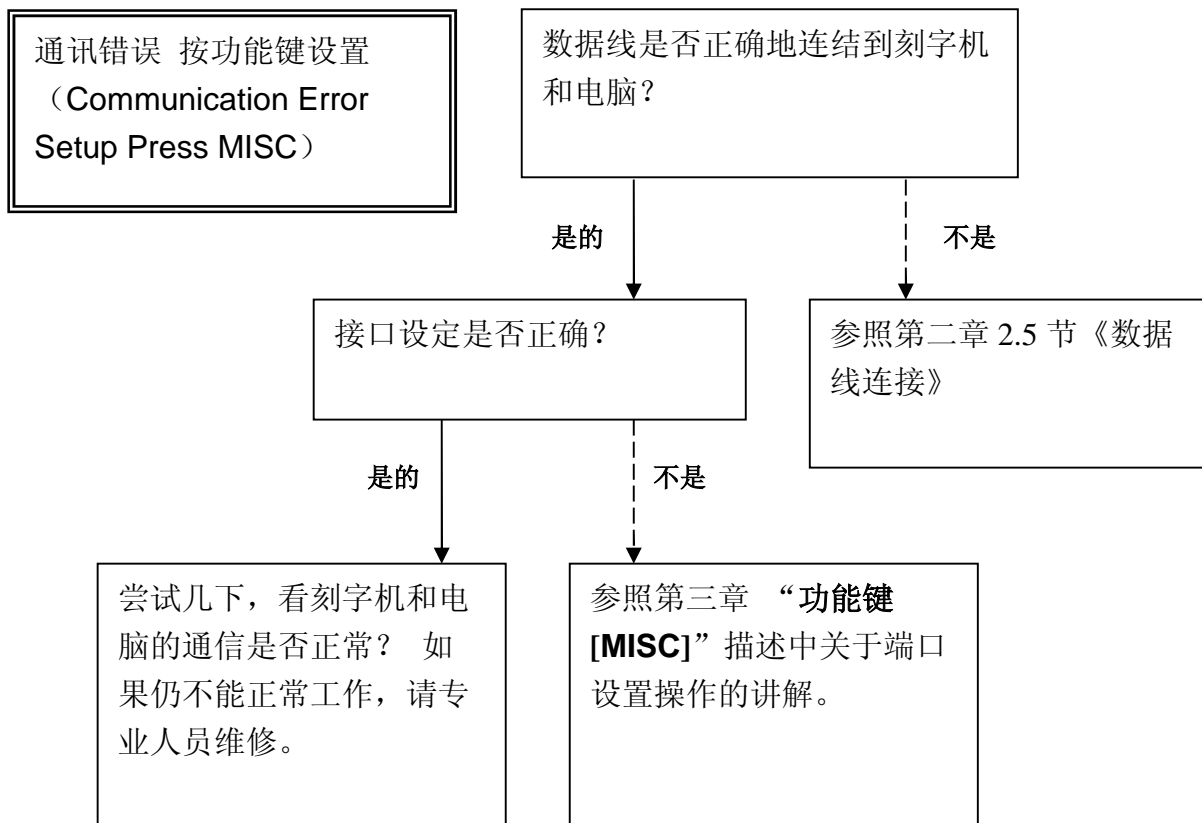 通讯错误 按功能键设置
（Communication Error
Setup Press MISC）
数据线是否正确地连结到刻字机
和电脑？
是的
不是
接口设定是否正确？
参照第二章 2.5 节《数据
线连接》
是的
不是
尝试几下，看刻字机和电
脑的通信是否正常？ 如
果仍不能正常工作，请专
业人员维修。
参照第三章 “功能键
[MISC]”描述中关于端口
设置操作的讲解。